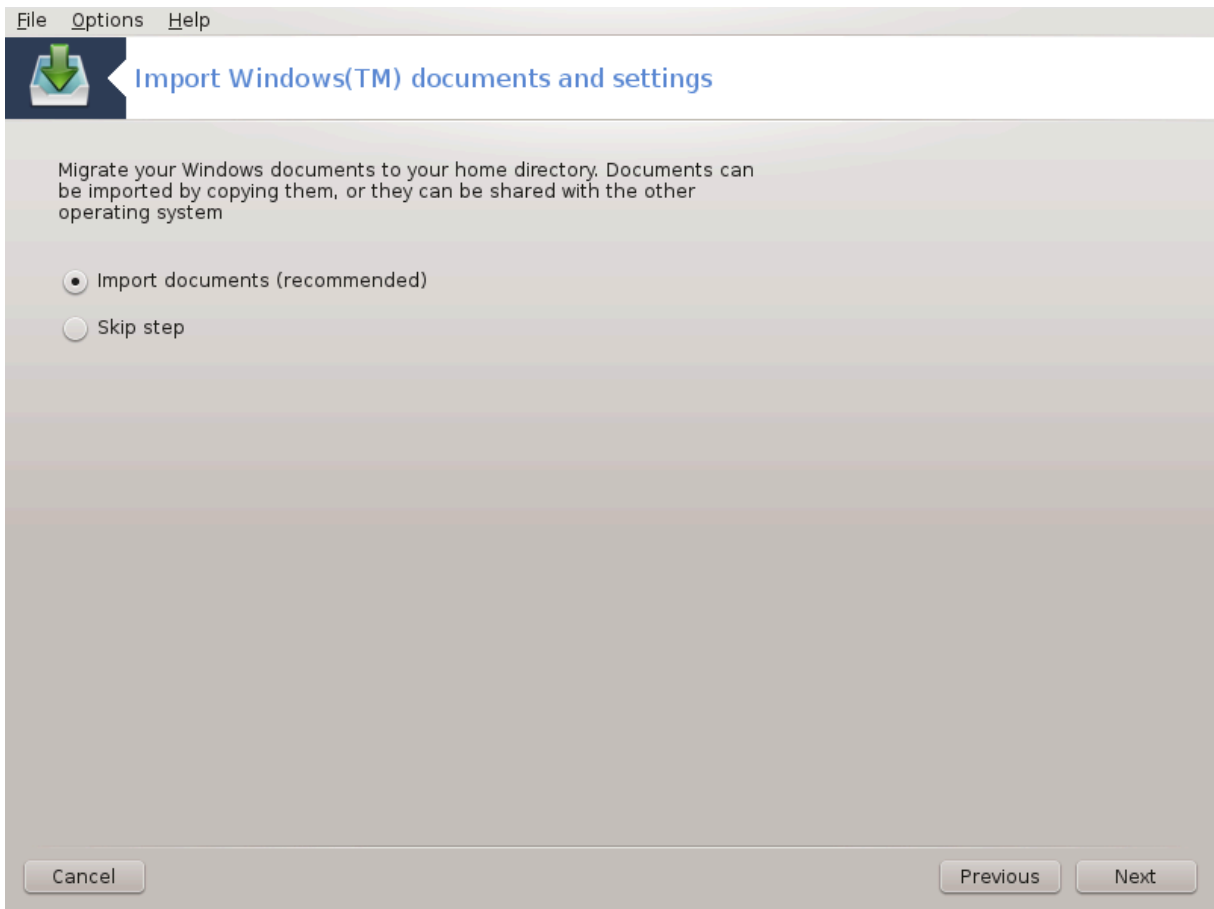 File Options Help
Import Windows(TM) documents and settings
Migrate your Windows documents to your home directory. Documents can
be imported by copying them, or they can be shared with the other
operating system
Import documents (recommended)
Skip step
Cancel Previous Next